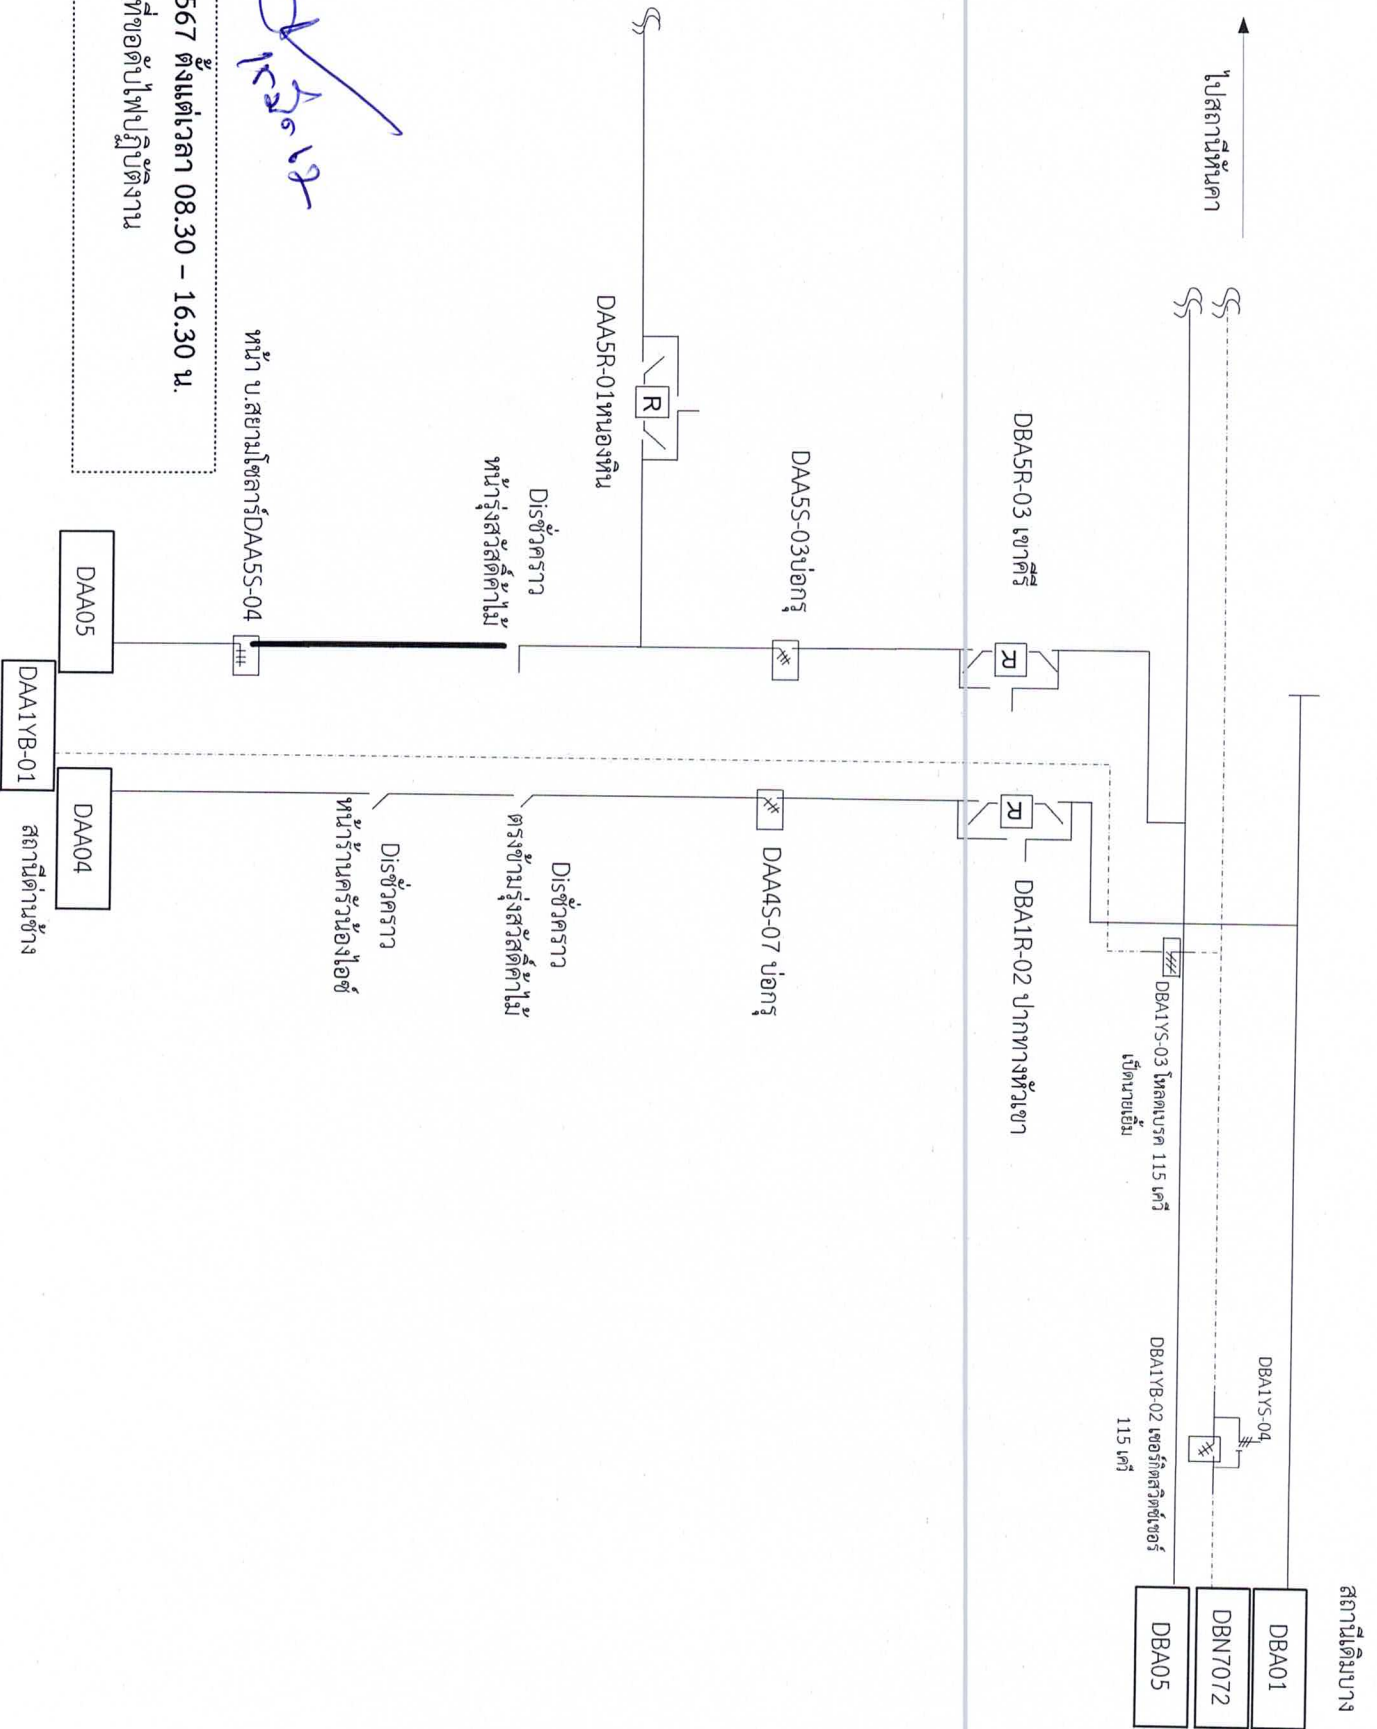 สถานีเดิมบาง
DBA01
DBN7072
DBA05
DBA1YS-04
DBA1YB-02 เซอร์กิตสวิตช์เชอร์
115 เควี
DBA1YS-03 โหลดเบรค 115 เควี
เป็ดนายเยิ้ม
ไปสถานีหันคา
DBA5R-03 เขาคีรี
R
DBA1R-02 ปากทางหัวเขา
R
DAA5S-03บ่อกรุ
DAA4S-07 บ่อกรุ
DAA5R-01หนองหิน
R
Disชั่วคราว
หน้ารุ่งสวัสดิ์ค้าไม้
Disชั่วคราว
ตรงข้ามรุ่งสวัสดิ์ค้าไม้
Disชั่วคราว
หน้าร้านครัวน้องไอซ์
หน้า บ.สยามโซลาร์DAA5S-04
567 ตั้งแต่เวลา 08.30 – 16.30 น.
ที่ขอดับไฟปฏิบัติงาน
DAA05
DAA1YB-01
DAA04
สถานีด่านช้าง